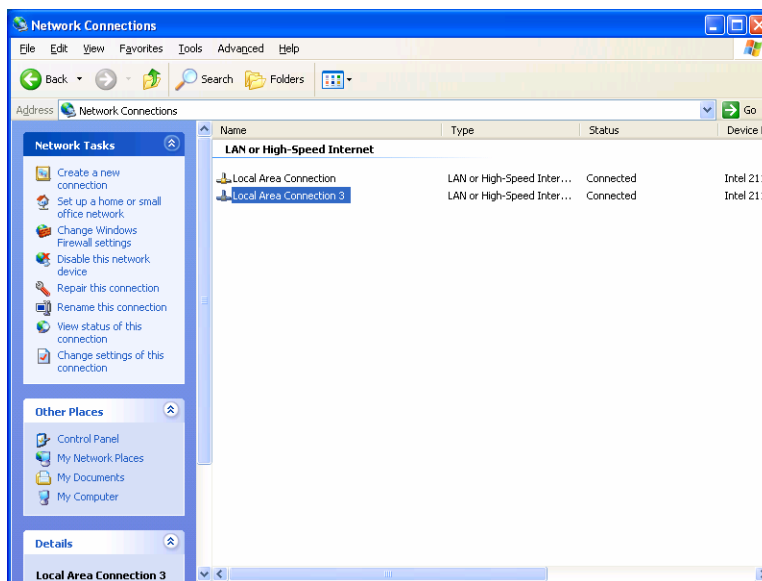 Network Connections
File Edit View Favorites Tools Advanced Help
Back Search Folders
Address Network Connections Go
Name Type Status Device
LAN or High-Speed Internet
Local Area Connection LAN or High-Speed Inter... Connected Intel 21
Local Area Connection 3 LAN or High-Speed Inter... Connected Intel 21
Network Tasks
Create a new
connection
Set up a home or small
office network
Change Windows
Firewall settings
Disable this network
device
Repair this connection
Rename this connection
View status of this
connection
Change settings of this
connection
Other Places
Control Panel
My Network Places
My Documents
My Computer
Details
Local Area Connection 3